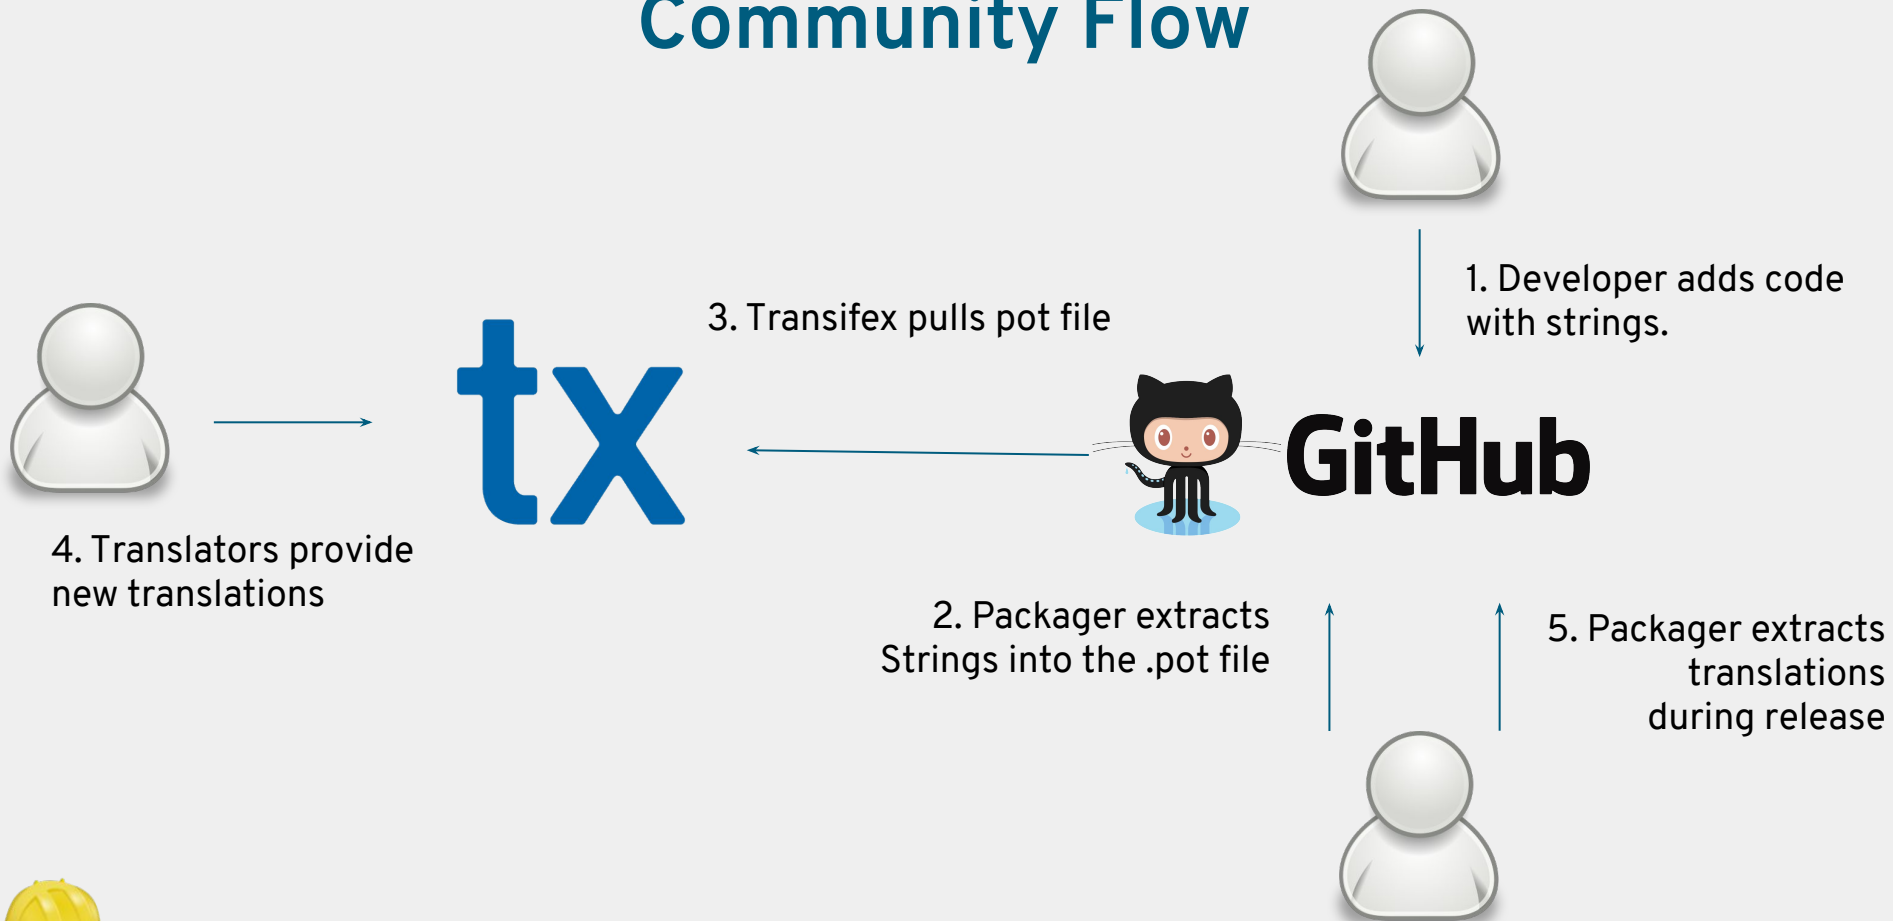 Community Flow
1. Developer adds code
with strings.
3. Transifex pulls pot file
tx
GitHub
4. Translators provide
new translations
2. Packager extracts
Strings into the .pot file
5. Packager extracts
translations
during release